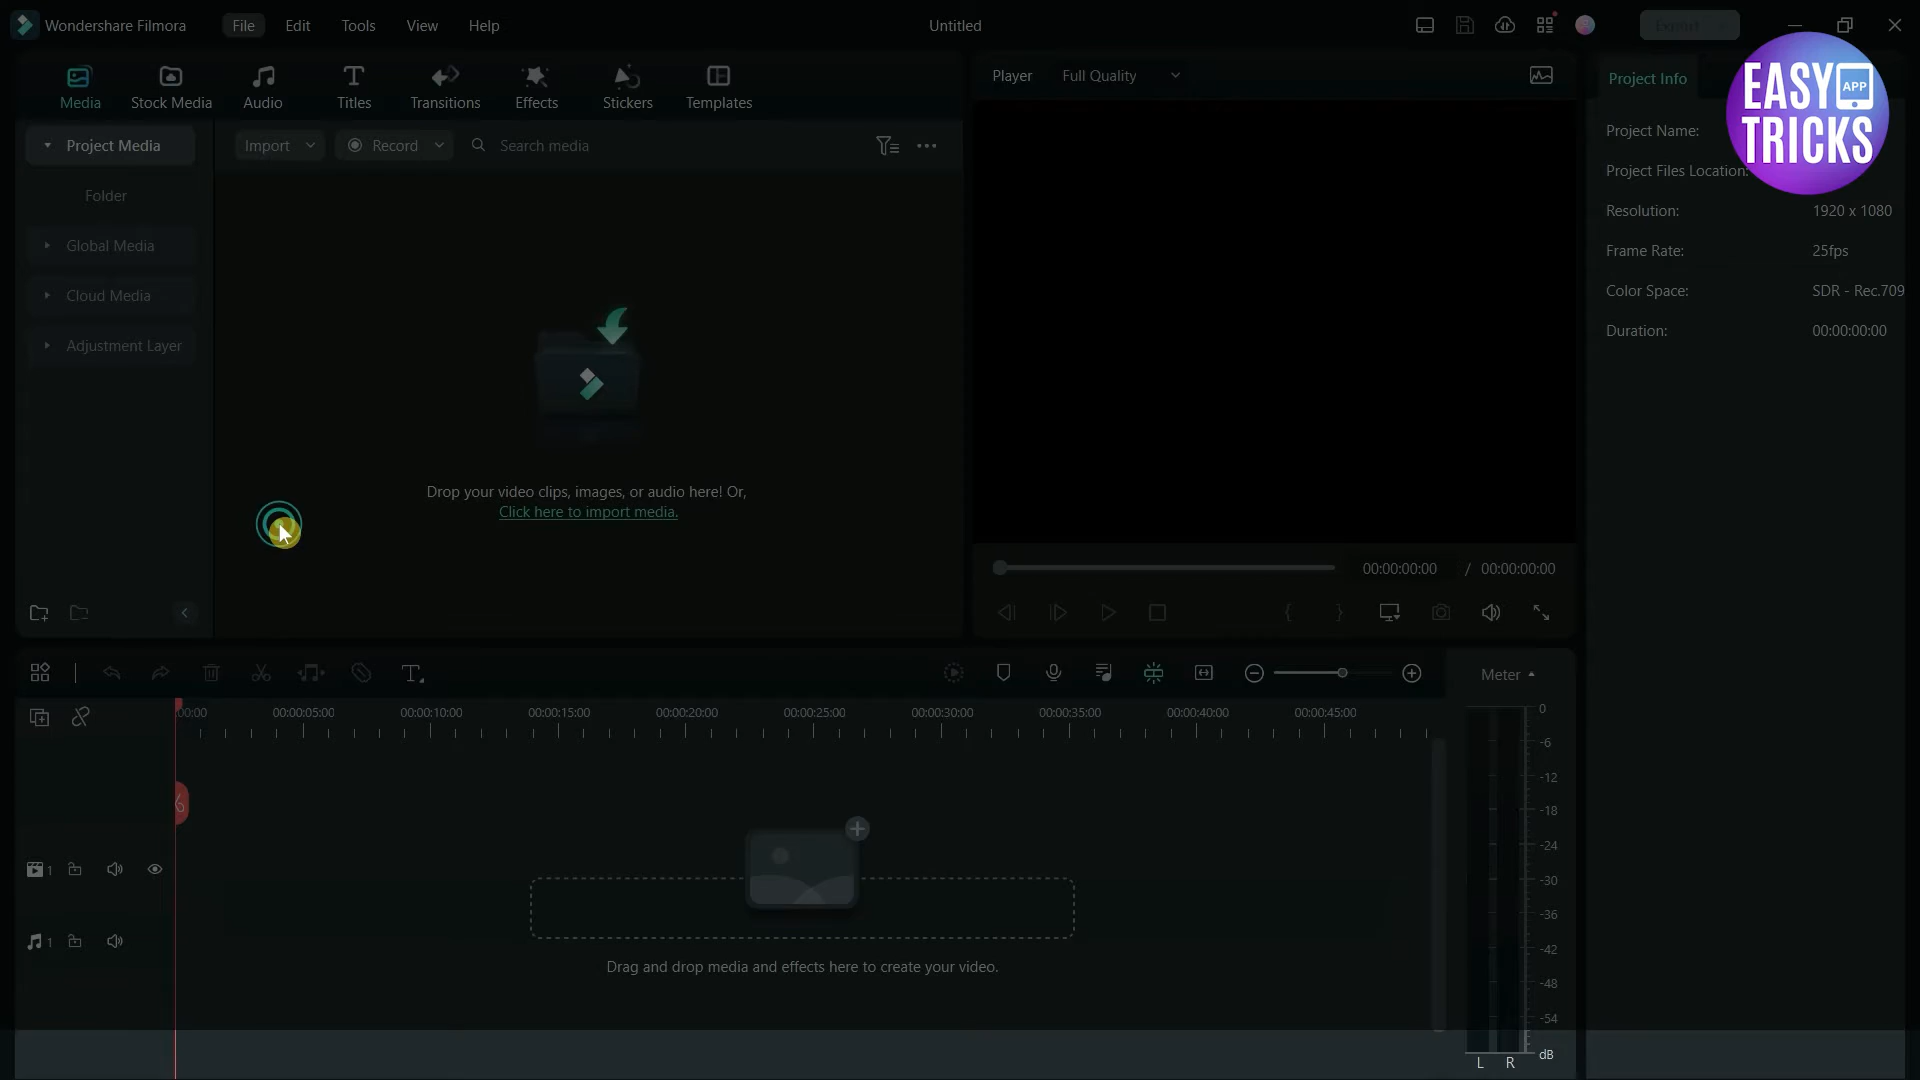 Wondershare Filmora
File
Edit
Tools
View
Help
Untitled
Export
Media
Stock Media
Audio
Titles
Transitions
Effects
Stickers
Templates
Player
Full Quality
Project Info
EASY APP
TRICKS
Project Media
Import
Record
Search media
Folder
Global Media
Cloud Media
Adjustment Layer
Drop your video clips, images, or audio here! Or,
Click here to import media.
Project Name:
Project Files Location:
Resolution: 1920 x 1080
Frame Rate: 25fps
Color Space: SDR - Rec.709
Duration: 00:00:00:00
00:00:00:00 / 00:00:00:00
Meter
:00:00 00:00:05:00 00:00:10:00 00:00:15:00 00:00:20:00 00:00:25:00 00:00:30:00 00:00:35:00 00:00:40:00 00:00:45:00
1
1
Drag and drop media and effects here to create your video.
0
-6
-12
-18
-24
-30
-36
-42
-48
-54
dB
L R